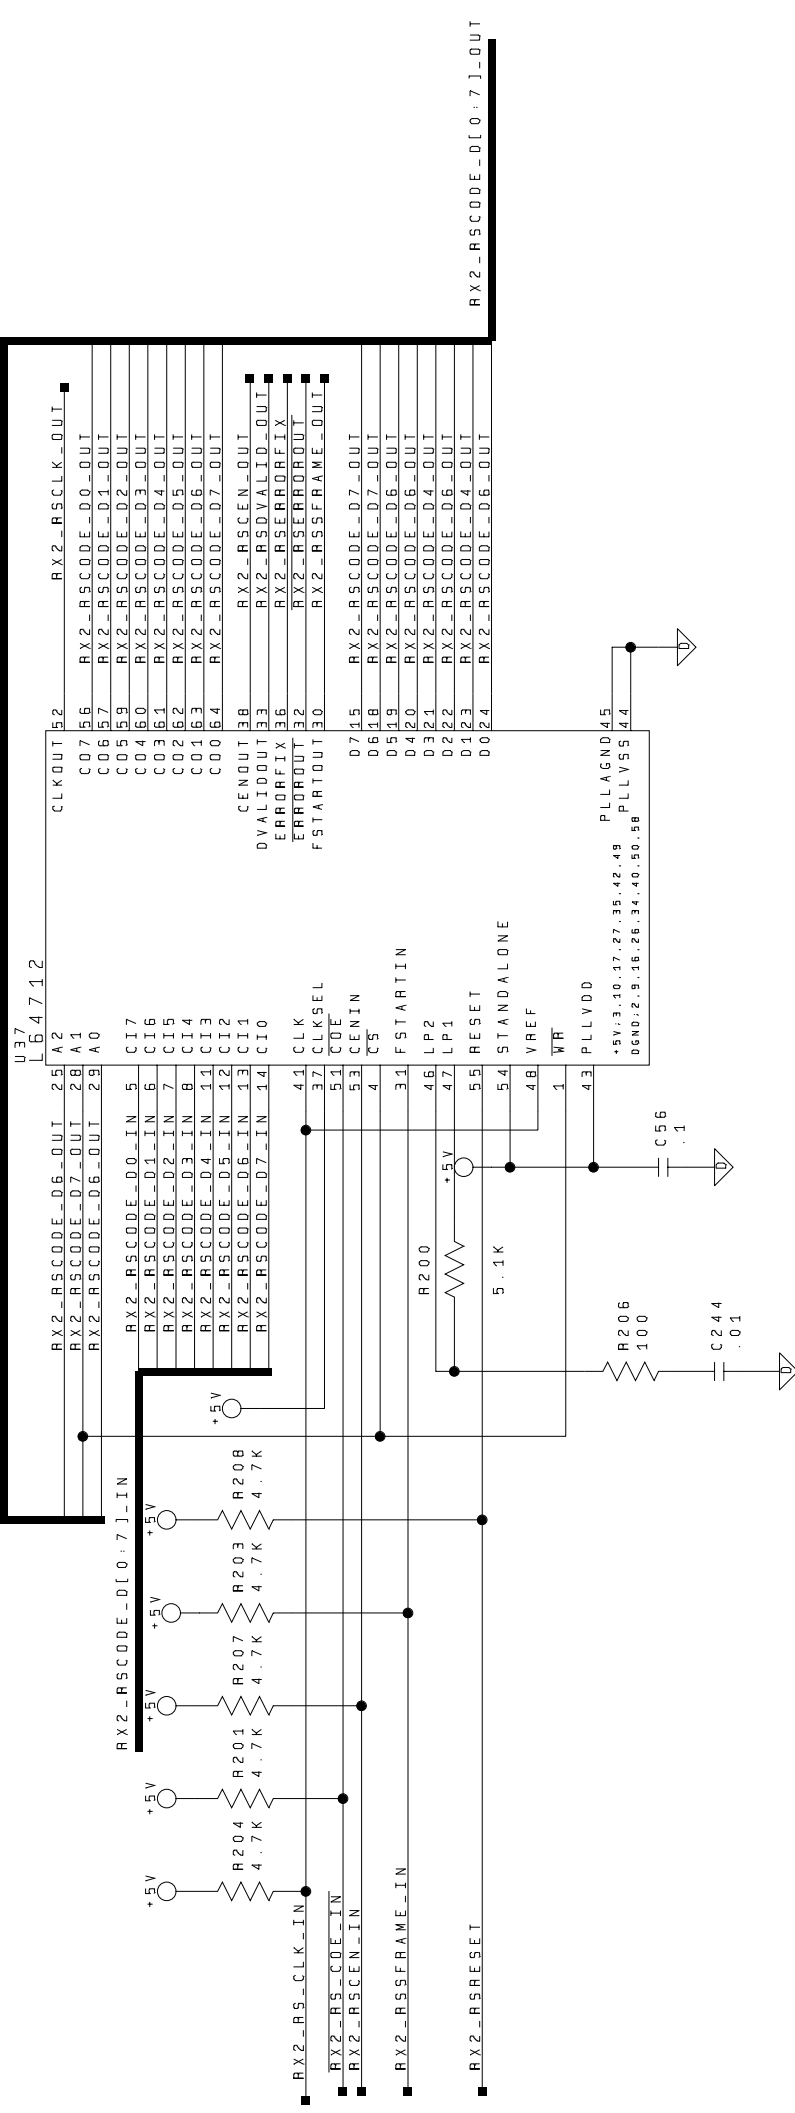 RX2_RSCODE_D[0:7]_OUT
U37
L64712
RX2_RSCLK_OUT
52 CLKOUT
RX2_RSCODE_D0_OUT
56 CO7
RX2_RSCODE_D1_OUT
57 CO6
RX2_RSCODE_D2_OUT
59 CO5
RX2_RSCODE_D3_OUT
60 CO4
RX2_RSCODE_D4_OUT
61 CO3
RX2_RSCODE_D5_OUT
62 CO2
RX2_RSCODE_D6_OUT
63 CO1
RX2_RSCODE_D7_OUT
64 CO0
RX2_RSCEN_OUT
38 CENOUT
RX2_RSDVALID_OUT
33 DVALIDOUT
RX2_RSERRORFIX
36 ERRORFIX
RX2_RSERROROUT
32 ERROROUT
RX2_RSSFRAME_OUT
30 FSTARTOUT
RX2_RSCODE_D7_OUT
15 D7
RX2_RSCODE_D7_OUT
18 D6
RX2_RSCODE_D6_OUT
19 D5
RX2_RSCODE_D6_OUT
20 D4
RX2_RSCODE_D4_OUT
21 D3
RX2_RSCODE_D6_OUT
22 D2
RX2_RSCODE_D4_OUT
23 D1
RX2_RSCODE_D6_OUT
24 D0
45 PLLAGND
44 PLLVSS
D
+5V;3,10,17,27,35,42,49
DGND;2,9,16,26,34,40,50,58
A2 25
RX2_RSCODE_D6_OUT
A1 28
RX2_RSCODE_D7_OUT
A0 29
RX2_RSCODE_D6_OUT
CI7 5
RX2_RSCODE_D0_IN
CI6 6
RX2_RSCODE_D1_IN
CI5 7
RX2_RSCODE_D2_IN
CI4 8
RX2_RSCODE_D3_IN
CI3 11
RX2_RSCODE_D4_IN
CI2 12
RX2_RSCODE_D5_IN
CI1 13
RX2_RSCODE_D6_IN
CI0 14
RX2_RSCODE_D7_IN
CLK 41
CLKSEL 37
COE 51
CENIN 53
CS 4
FSTARTIN 31
LP2 46
LP1 47
RESET 55
STANDALONE 54
VREF 48
WR 1
PLLVDD 43
+5V
C56
.1
D
R200
5.1K
R206
100
C244
.01
D
+5V
RX2_RSCODE_D[0:7]_IN
+5V
R208
4.7K
+5V
R203
4.7K
+5V
R207
4.7K
+5V
R201
4.7K
+5V
R204
4.7K
RX2_RS_CLK_IN
RX2_RS_COE_IN
RX2_RSCEN_IN
RX2_RSSFRAME_IN
RX2_RSRESET